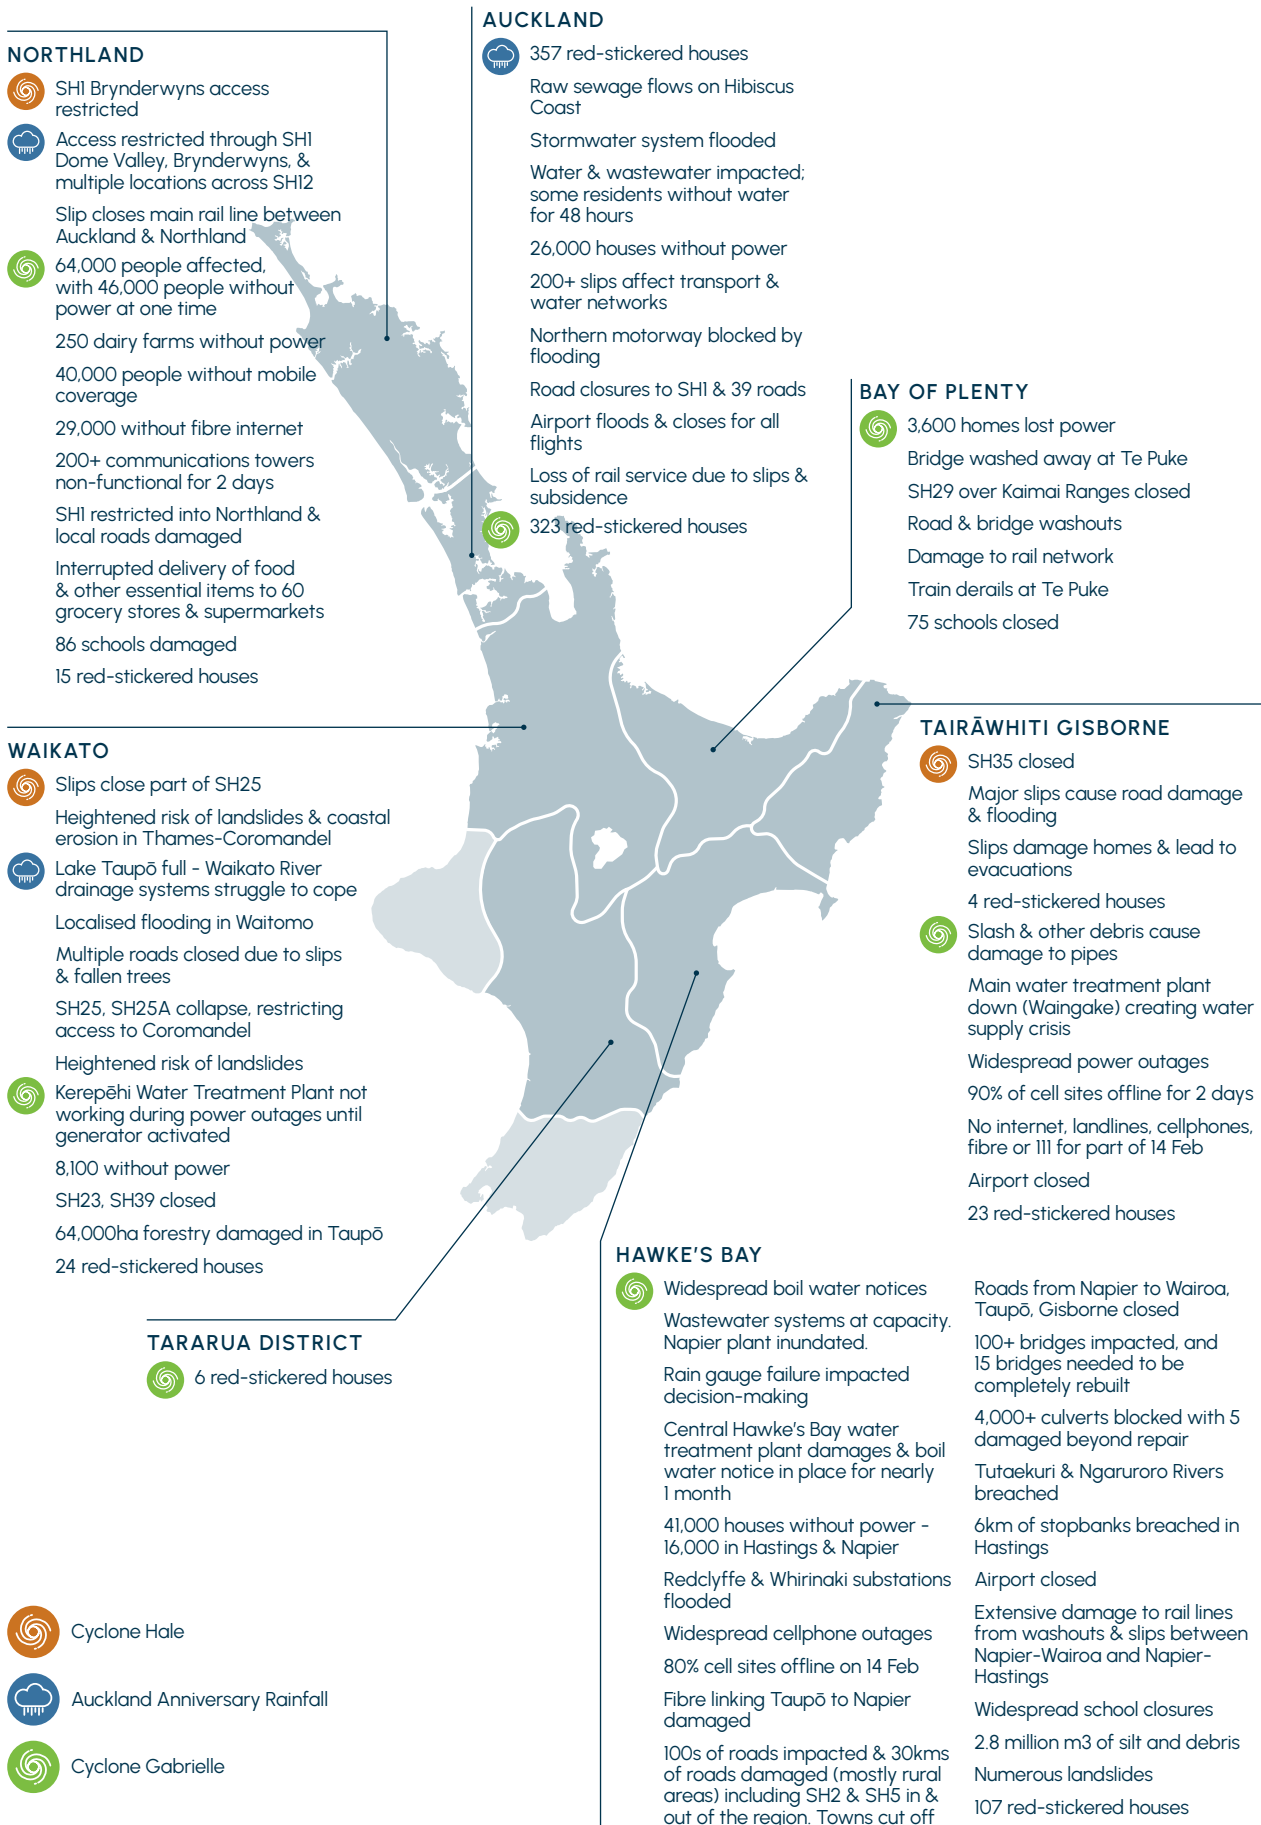 NORTHLAND
SH1 Brynderwyns access
restricted
Access restricted through SH1
Dome Valley, Brynderwyns, &
multiple locations across SH12
Slip closes main rail line between
Auckland & Northland
64,000 people affected,
with 46,000 people without
power at one time
250 dairy farms without power
40,000 people without mobile
coverage
29,000 without fibre internet
200+ communications towers
non-functional for 2 days
SH1 restricted into Northland &
local roads damaged
Interrupted delivery of food
& other essential items to 60
grocery stores & supermarkets
86 schools damaged
15 red-stickered houses
AUCKLAND
357 red-stickered houses
Raw sewage flows on Hibiscus
Coast
Stormwater system flooded
Water & wastewater impacted;
some residents without water
for 48 hours
26,000 houses without power
200+ slips affect transport &
water networks
Northern motorway blocked by
flooding
Road closures to SH1 & 39 roads
Airport floods & closes for all
flights
Loss of rail service due to slips &
subsidence
323 red-stickered houses
BAY OF PLENTY
3,600 homes lost power
Bridge washed away at Te Puke
SH29 over Kaimai Ranges closed
Road & bridge washouts
Damage to rail network
Train derails at Te Puke
75 schools closed
WAIKATO
Slips close part of SH25
Heightened risk of landslides & coastal
erosion in Thames-Coromandel
Lake Taupō full - Waikato River
drainage systems struggle to cope
Localised flooding in Waitomo
Multiple roads closed due to slips
& fallen trees
SH25, SH25A collapse, restricting
access to Coromandel
Heightened risk of landslides
Kerepēhi Water Treatment Plant not
working during power outages until
generator activated
8,100 without power
SH23, SH39 closed
64,000ha forestry damaged in Taupō
24 red-stickered houses
TAIRĀWHITI GISBORNE
SH35 closed
Major slips cause road damage
& flooding
Slips damage homes & lead to
evacuations
4 red-stickered houses
Slash & other debris cause
damage to pipes
Main water treatment plant
down (Waingake) creating water
supply crisis
Widespread power outages
90% of cell sites offline for 2 days
No internet, landlines, cellphones,
fibre or 111 for part of 14 Feb
Airport closed
23 red-stickered houses
TARARUA DISTRICT
6 red-stickered houses
HAWKE'S BAY
Widespread boil water notices
Wastewater systems at capacity.
Napier plant inundated.
Rain gauge failure impacted
decision-making
Central Hawke's Bay water
treatment plant damages & boil
water notice in place for nearly
1 month
41,000 houses without power -
16,000 in Hastings & Napier
Redclyffe & Whirinaki substations
flooded
Widespread cellphone outages
80% cell sites offline on 14 Feb
Fibre linking Taupō to Napier
damaged
100s of roads impacted & 30kms
of roads damaged (mostly rural
areas) including SH2 & SH5 in &
out of the region. Towns cut off
Roads from Napier to Wairoa,
Taupō, Gisborne closed
100+ bridges impacted, and
15 bridges needed to be
completely rebuilt
4,000+ culverts blocked with 5
damaged beyond repair
Tutaekuri & Ngaruroro Rivers
breached
6km of stopbanks breached in
Hastings
Airport closed
Extensive damage to rail lines
from washouts & slips between
Napier-Wairoa and Napier-
Hastings
Widespread school closures
2.8 million m3 of silt and debris
Numerous landslides
107 red-stickered houses
Cyclone Hale
Auckland Anniversary Rainfall
Cyclone Gabrielle